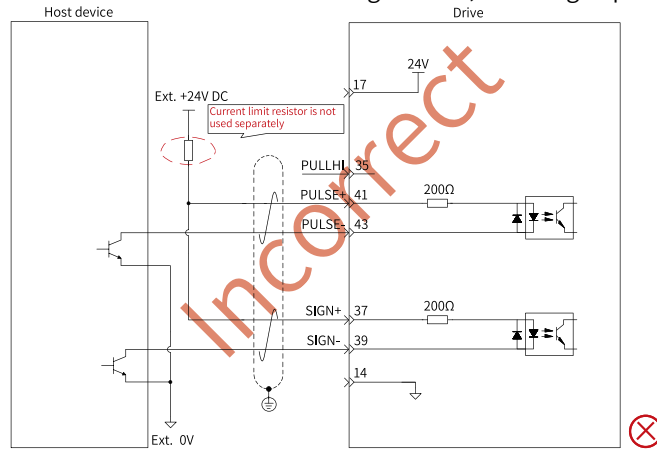 Host device
Drive
24V
17
Ext. +24V DC
Current limit resistor is not
used separately
PULLHI 35
PULSE+ 41
200Ω
PULSE- 43
SIGN+ 37
200Ω
SIGN- 39
14
Ext. 0V
Incorrect